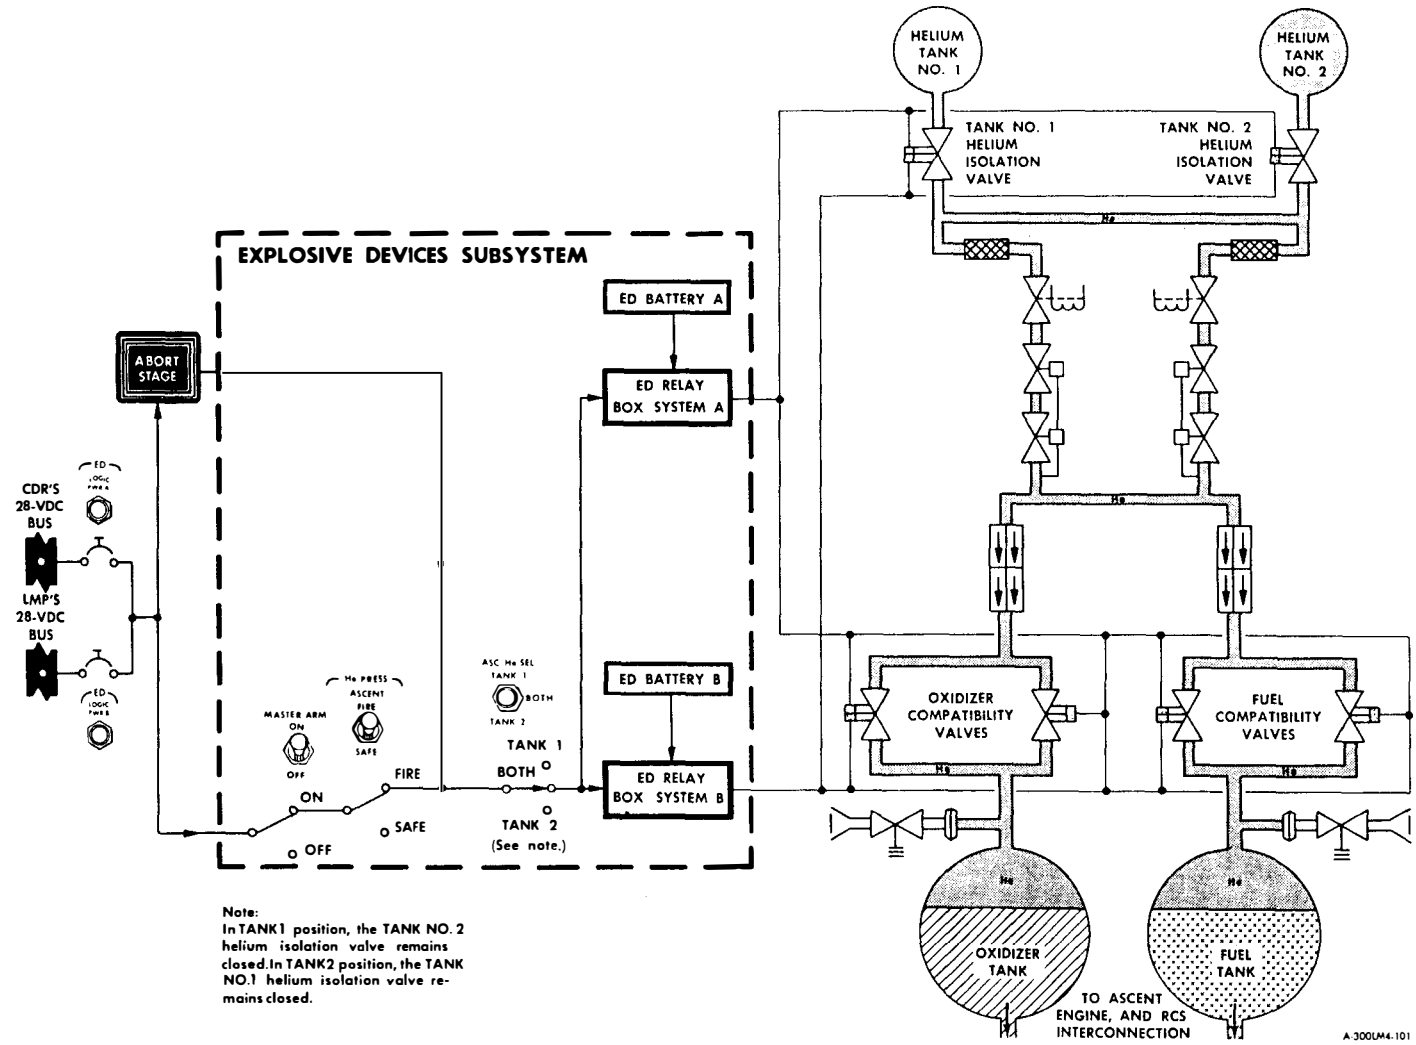 HELIUM
TANK
NO. 1
HELIUM
TANK
NO. 2
TANK NO. 1
HELIUM
ISOLATION
VALVE
TANK NO. 2
HELIUM
ISOLATION
VALVE
He
EXPLOSIVE DEVICES SUBSYSTEM
ED BATTERY A
ABORT
STAGE
ED RELAY
BOX SYSTEM A
ED
LOGIC
PWR A
CDR'S
28-VDC
BUS
He
LMP'S
28-VDC
BUS
ED
LOGIC
PWR B
He PRESS
ASCENT
FIRE
SAFE
MASTER ARM
ON
OFF
ASC He SEL
TANK 1
BOTH
TANK 2
ED BATTERY B
OXIDIZER
COMPATIBILITY
VALVES
FUEL
COMPATIBILITY
VALVES
TANK 1
BOTH
TANK 2
(See note.)
FIRE
SAFE
ON
OFF
ED RELAY
BOX SYSTEM B
He
He
He
He
OXIDIZER
TANK
FUEL
TANK
TO ASCENT
ENGINE, AND RCS
INTERCONNECTION
Note:
In TANK1 position, the TANK NO. 2
helium isolation valve remains
closed.In TANK2 position, the TANK
NO.1 helium isolation valve re-
mains closed.
A-300LM4-101